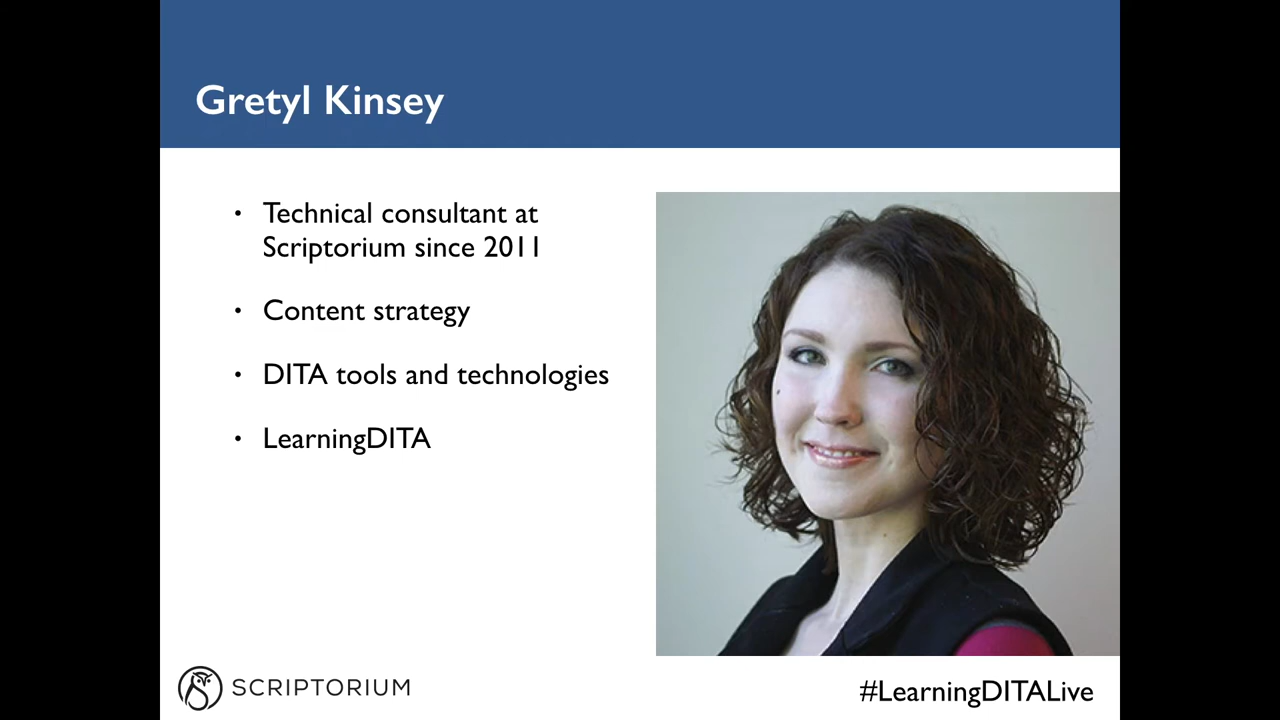 Gretyl Kinsey
• Technical consultant at
Scriptorium since 2011
• Content strategy
• DITA tools and technologies
• LearningDITA
SCRIPTORIUM
#LearningDITALive